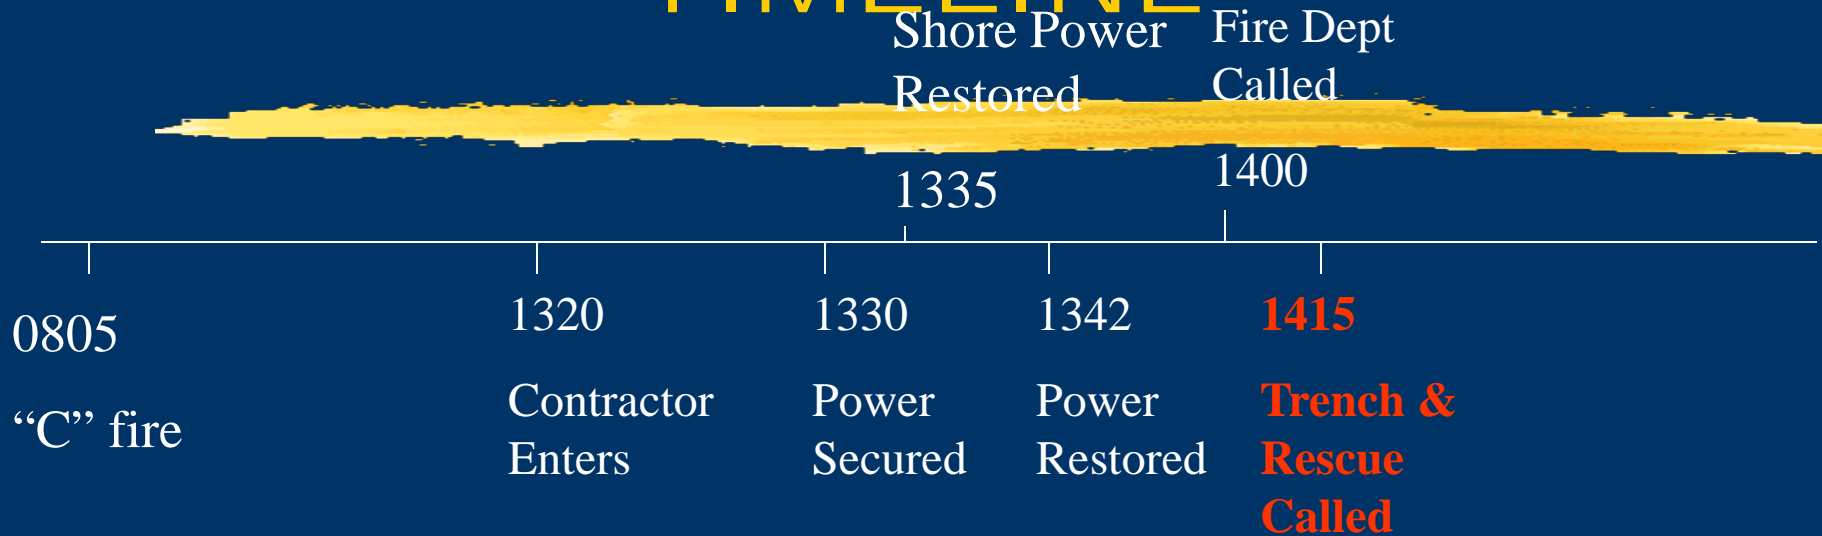 TIMELINE
Shore Power
Restored
1335
Fire Dept
Called
1400
0805
“C” fire
1320
Contractor
Enters
1330
Power
Secured
1342
Power
Restored
1415
Trench &
Rescue
Called